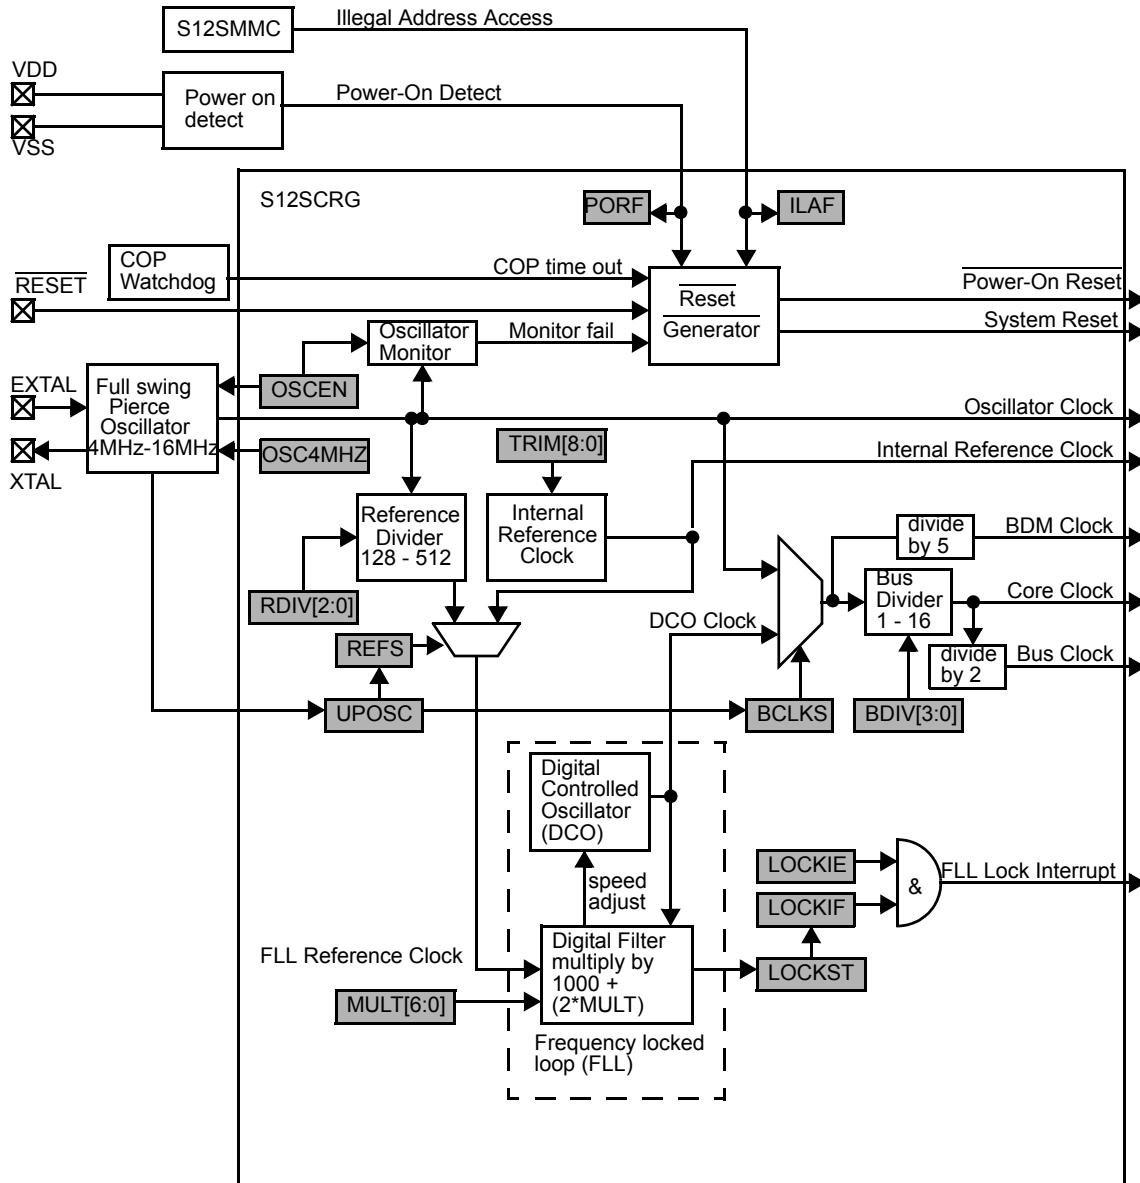 S12SMMC
Illegal Address Access
VDD
VSS
Power on
detect
Power-On Detect
S12SCRG
PORF
ILAF
COP
Watchdog
COP time out
RESET
Reset
Generator
Power-On Reset
System Reset
Oscillator
Monitor
Monitor fail
EXTAL
XTAL
Full swing
Pierce
Oscillator
4MHz-16MHz
OSCEN
OSC4MHZ
Oscillator Clock
TRIM[8:0]
Internal Reference Clock
Reference
Divider
128 - 512
Internal
Reference
Clock
divide
by 5
BDM Clock
RDIV[2:0]
Bus
Divider
1 - 16
Core Clock
DCO Clock
REFS
divide
by 2
Bus Clock
UPOSC
BCLKS
BDIV[3:0]
Digital
Controlled
Oscillator
(DCO)
speed
adjust
LOCKIE
LOCKIF
&
FLL Lock Interrupt
FLL Reference Clock
Digital Filter
multiply by
1000 +
(2*MULT)
LOCKST
MULT[6:0]
Frequency locked
loop (FLL)